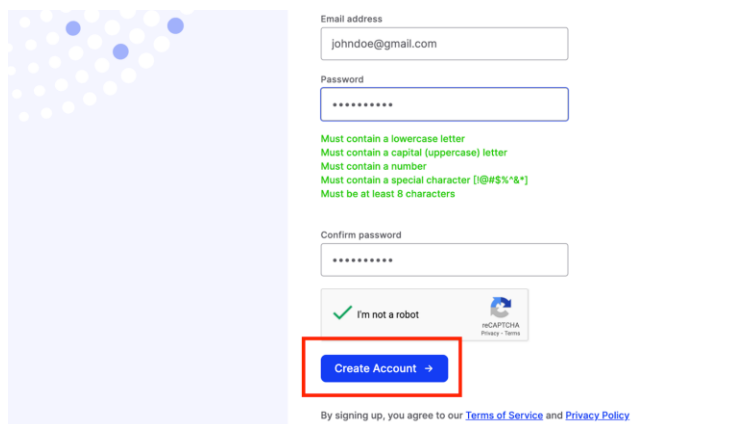 Email address
johndoe@gmail.com
Password
••••••••••
Must contain a lowercase letter
Must contain a capital (uppercase) letter
Must contain a number
Must contain a special character [!@#$%^&*]
Must be at least 8 characters
Confirm password
••••••••••
I'm not a robot
reCAPTCHA
Privacy - Terms
Create Account →
By signing up, you agree to our Terms of Service and Privacy Policy